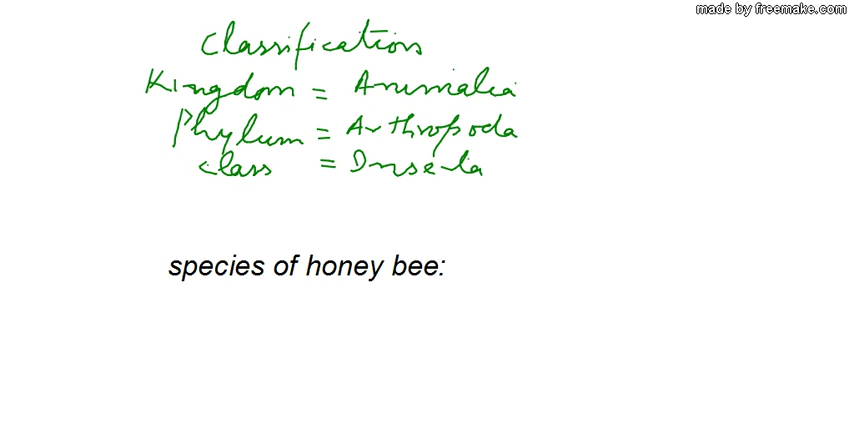 made by freemake.com
Classification
Kingdom = Animalia
Phylum = Arthropoda
class = Insecta
species of honey bee: